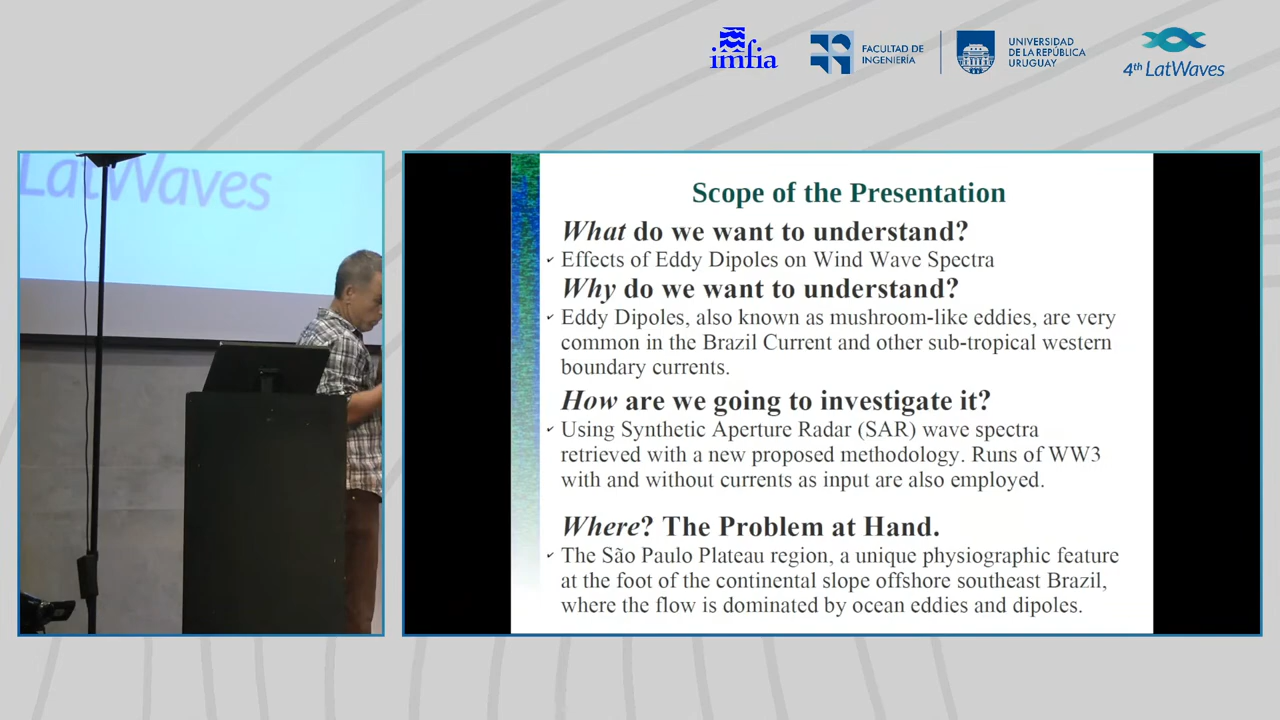 imfia
FACULTAD DE
INGENIERÍA
UNIVERSIDAD
DE LA REPÚBLICA
URUGUAY
4th LatWaves
LatWaves
Scope of the Presentation
What do we want to understand?
✓ Effects of Eddy Dipoles on Wind Wave Spectra
Why do we want to understand?
✓ Eddy Dipoles, also known as mushroom-like eddies, are very
common in the Brazil Current and other sub-tropical western
boundary currents.
How are we going to investigate it?
✓ Using Synthetic Aperture Radar (SAR) wave spectra
retrieved with a new proposed methodology. Runs of WW3
with and without currents as input are also employed.
Where? The Problem at Hand.
✓ The São Paulo Plateau region, a unique physiographic feature
at the foot of the continental slope offshore southeast Brazil,
where the flow is dominated by ocean eddies and dipoles.